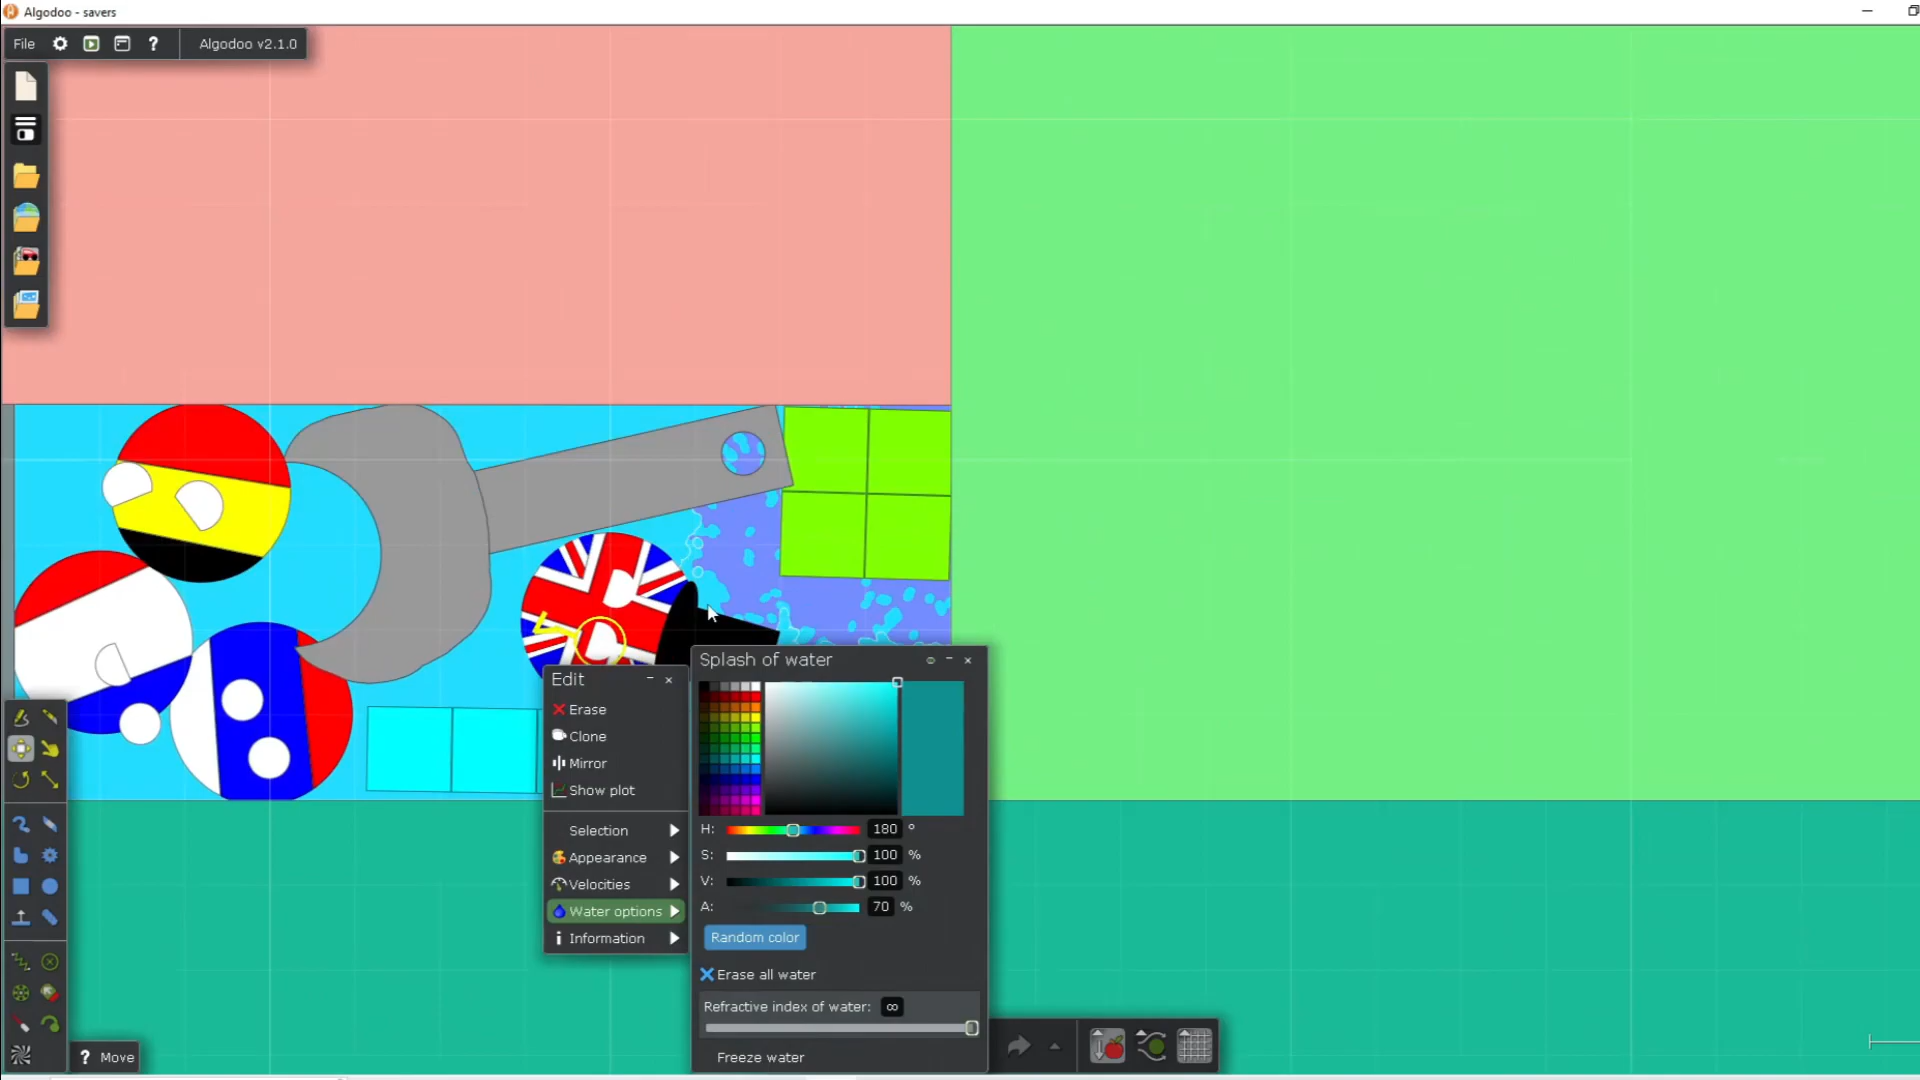 Algodoo - savers
File
?
Algodoo v2.1.0
Splash of water
Edit
Erase
Clone
Mirror
Show plot
Selection
Appearance
Velocities
Water options
Information
H: 180 °
S: 100 %
V: 100 %
A: 70 %
Random color
Erase all water
Refractive index of water: ∞
Freeze water
? Move